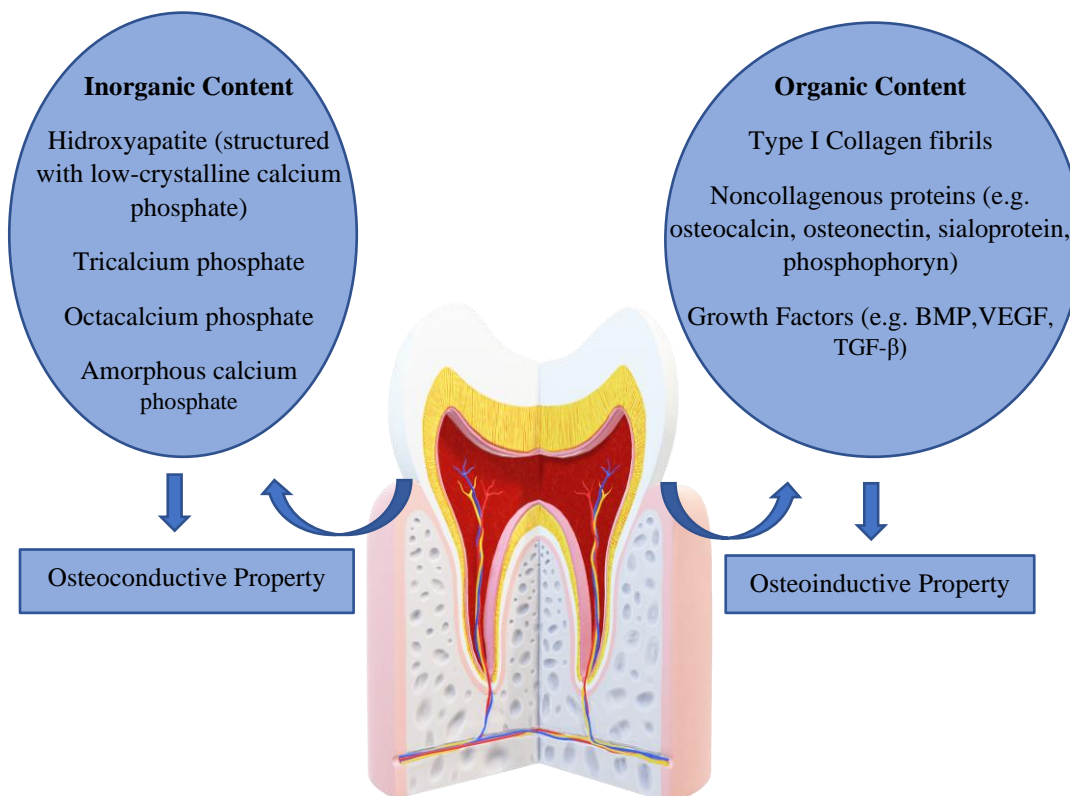 Inorganic Content
Hidroxyapatite (structured
with low-crystalline calcium
phosphate)
Tricalcium phosphate
Octacalcium phosphate
Amorphous calcium
phosphate
Osteoconductive Property
Organic Content
Type I Collagen fibrils
Noncollagenous proteins (e.g.
osteocalcin, osteonectin, sialoprotein,
phosphophoryn)
Growth Factors (e.g. BMP,VEGF,
TGF-β)
Osteoinductive Property